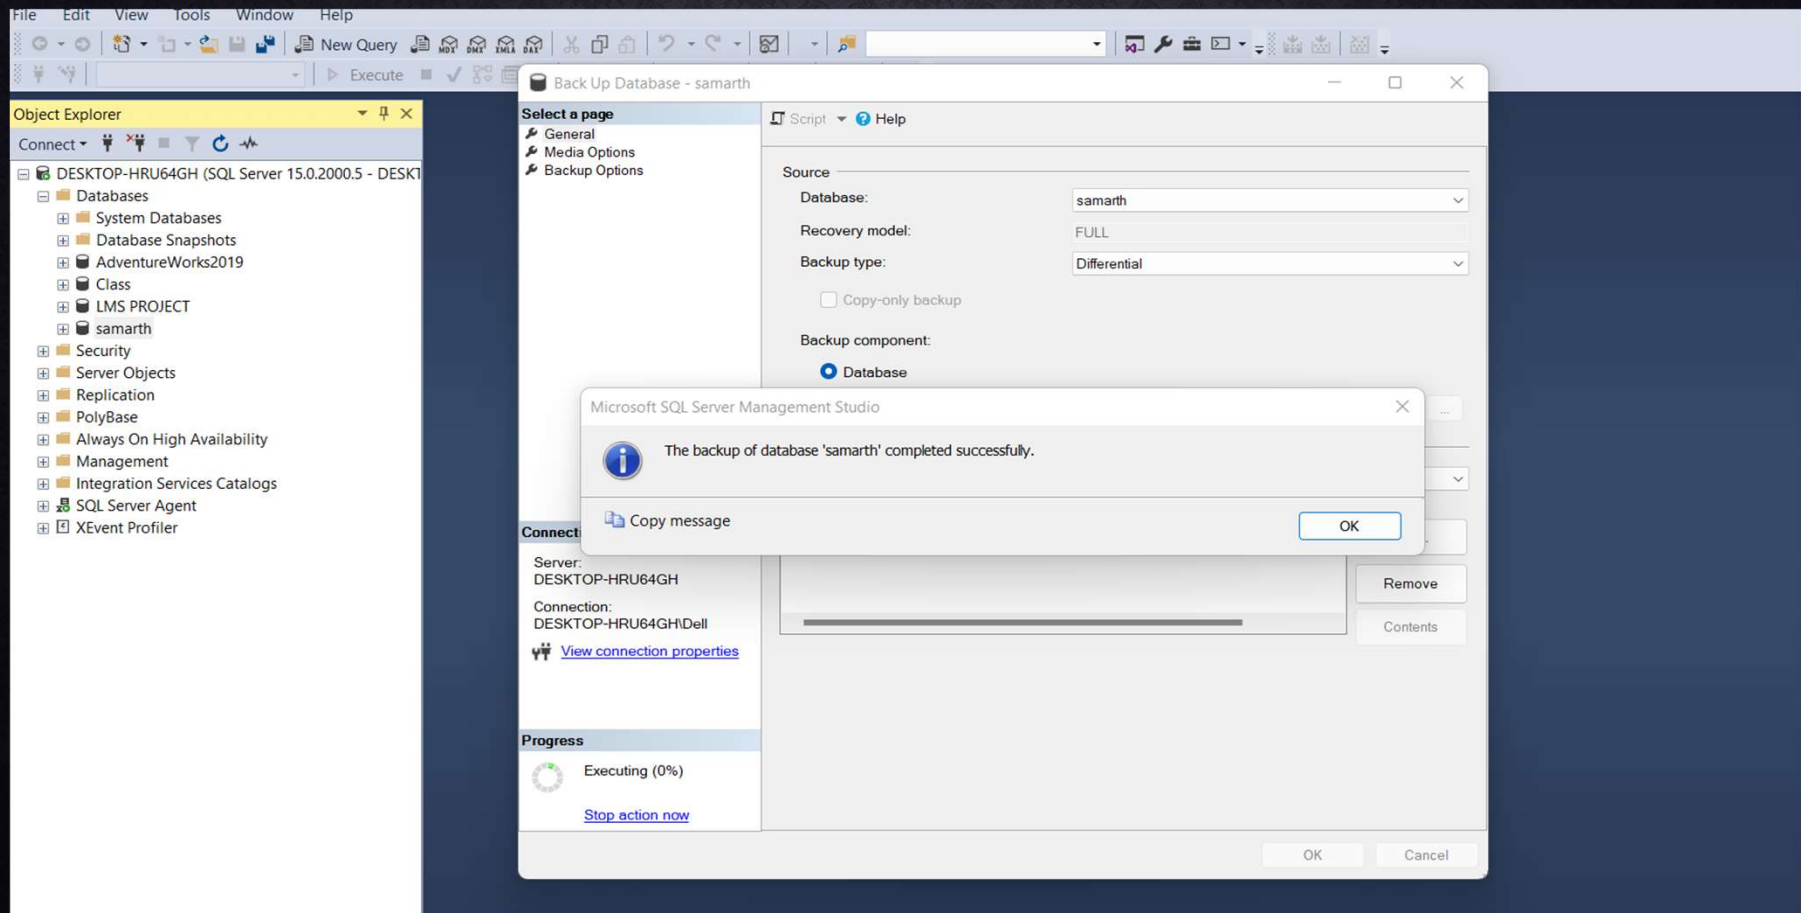 File Edit View Tools Window Help
New Query MDX DMX XMLA DAX
Execute
Object Explorer
Connect
DESKTOP-HRU64GH (SQL Server 15.0.2000.5 - DESKT
Databases
System Databases
Database Snapshots
AdventureWorks2019
Class
LMS PROJECT
samarth
Security
Server Objects
Replication
PolyBase
Always On High Availability
Management
Integration Services Catalogs
SQL Server Agent
XEvent Profiler
Back Up Database - samarth
Select a page
General
Media Options
Backup Options
Script Help
Source
Database: samarth
Recovery model: FULL
Backup type: Differential
Copy-only backup
Backup component:
Database
...
Microsoft SQL Server Management Studio
The backup of database 'samarth' completed successfully.
Copy message
OK
Connecti
Server:
DESKTOP-HRU64GH
Connection:
DESKTOP-HRU64GH\Dell
View connection properties
Remove
Contents
Progress
Executing (0%)
Stop action now
OK Cancel